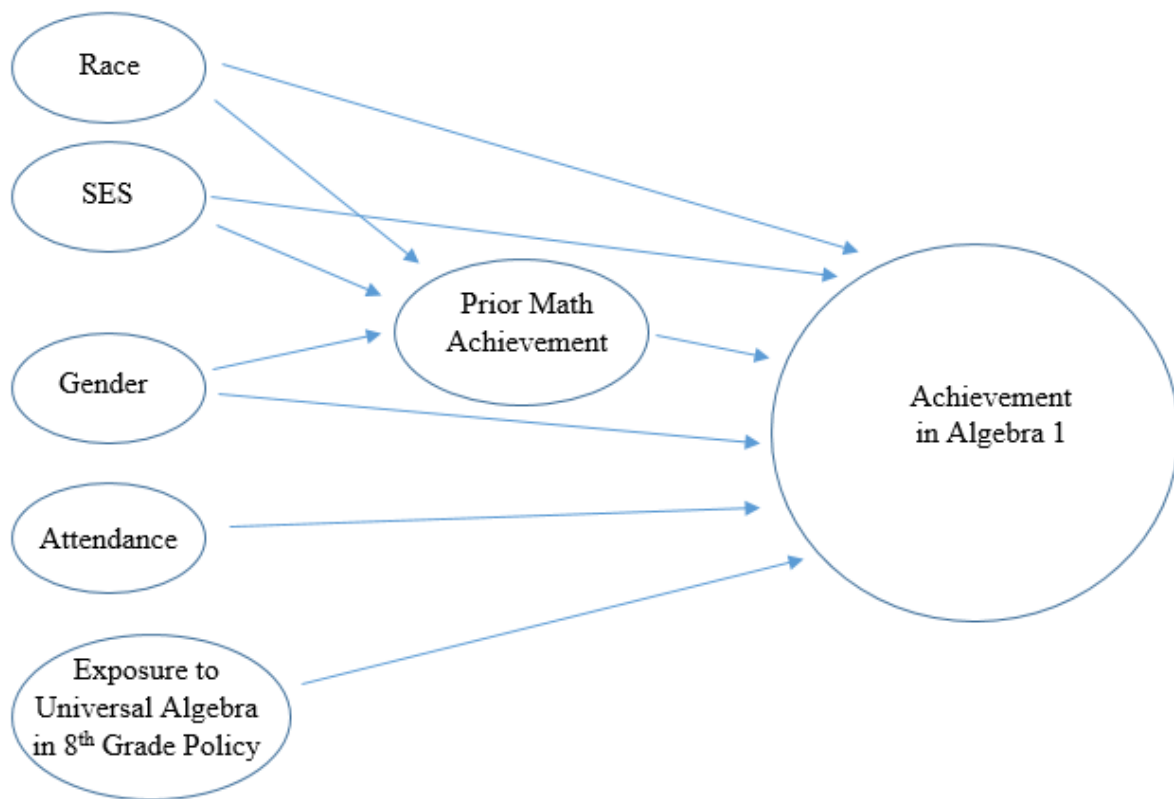 Race
SES
Prior Math
Achievement
Gender
Achievement
in Algebra 1
Attendance
Exposure to
Universal Algebra
in 8th Grade Policy